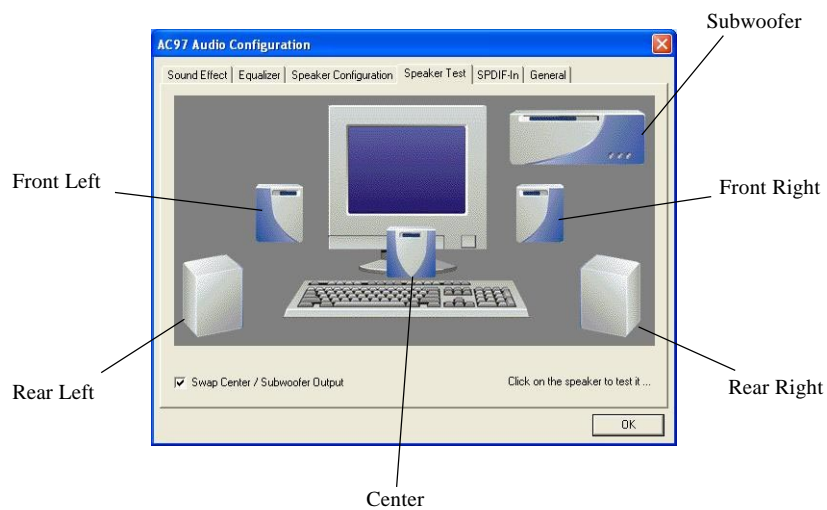 Subwoofer
AC97 Audio Configuration
Sound Effect Equalizer Speaker Configuration Speaker Test SPDIF-In General
Front Left
Front Right
Rear Left
Swap Center / Subwoofer Output
Click on the speaker to test it ...
Rear Right
OK
Center